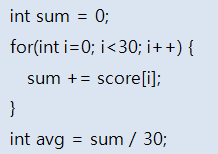 int sum = 0;
for(int i=0; i<30; i++) {
    sum += score[i];
}
int avg = sum / 30;